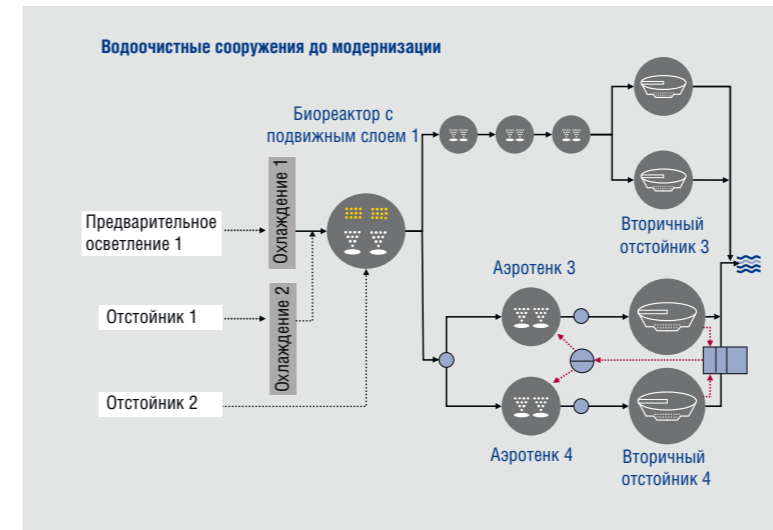 Водоочистные сооружения до модернизации
Биореактор с
подвижным слоем 1
Охлаждение 1
Предварительное
осветление 1
Вторичный
отстойник 3
Аэротенк 3
Охлаждение 2
Отстойник 1
Отстойник 2
Аэротенк 4
Вторичный
отстойник 4